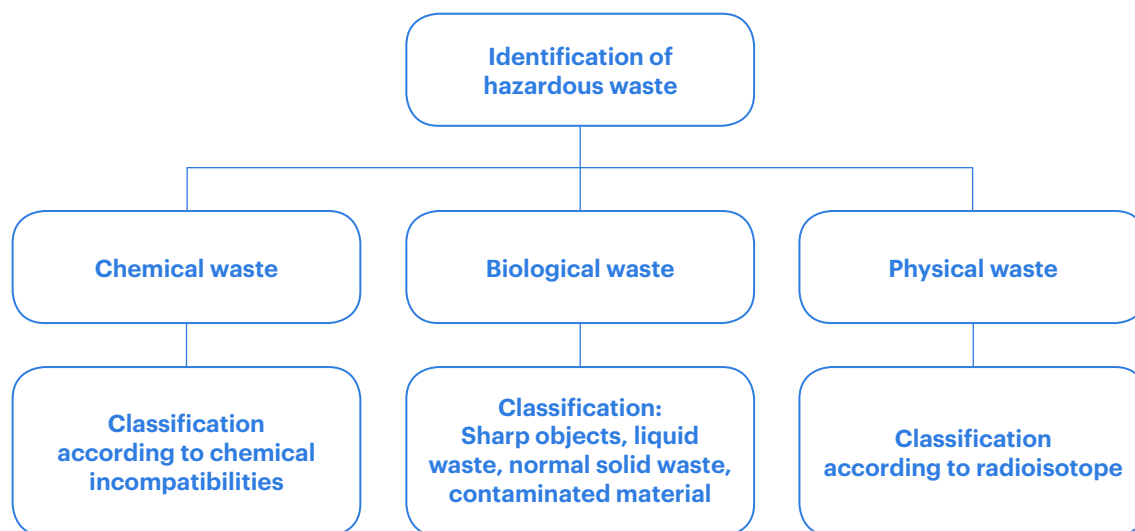 Identification of
hazardous waste
Chemical waste
Biological waste
Physical waste
Classification
according to chemical
incompatibilities
Classification:
Sharp objects, liquid
waste, normal solid waste,
contaminated material
Classification
according to radioisotope